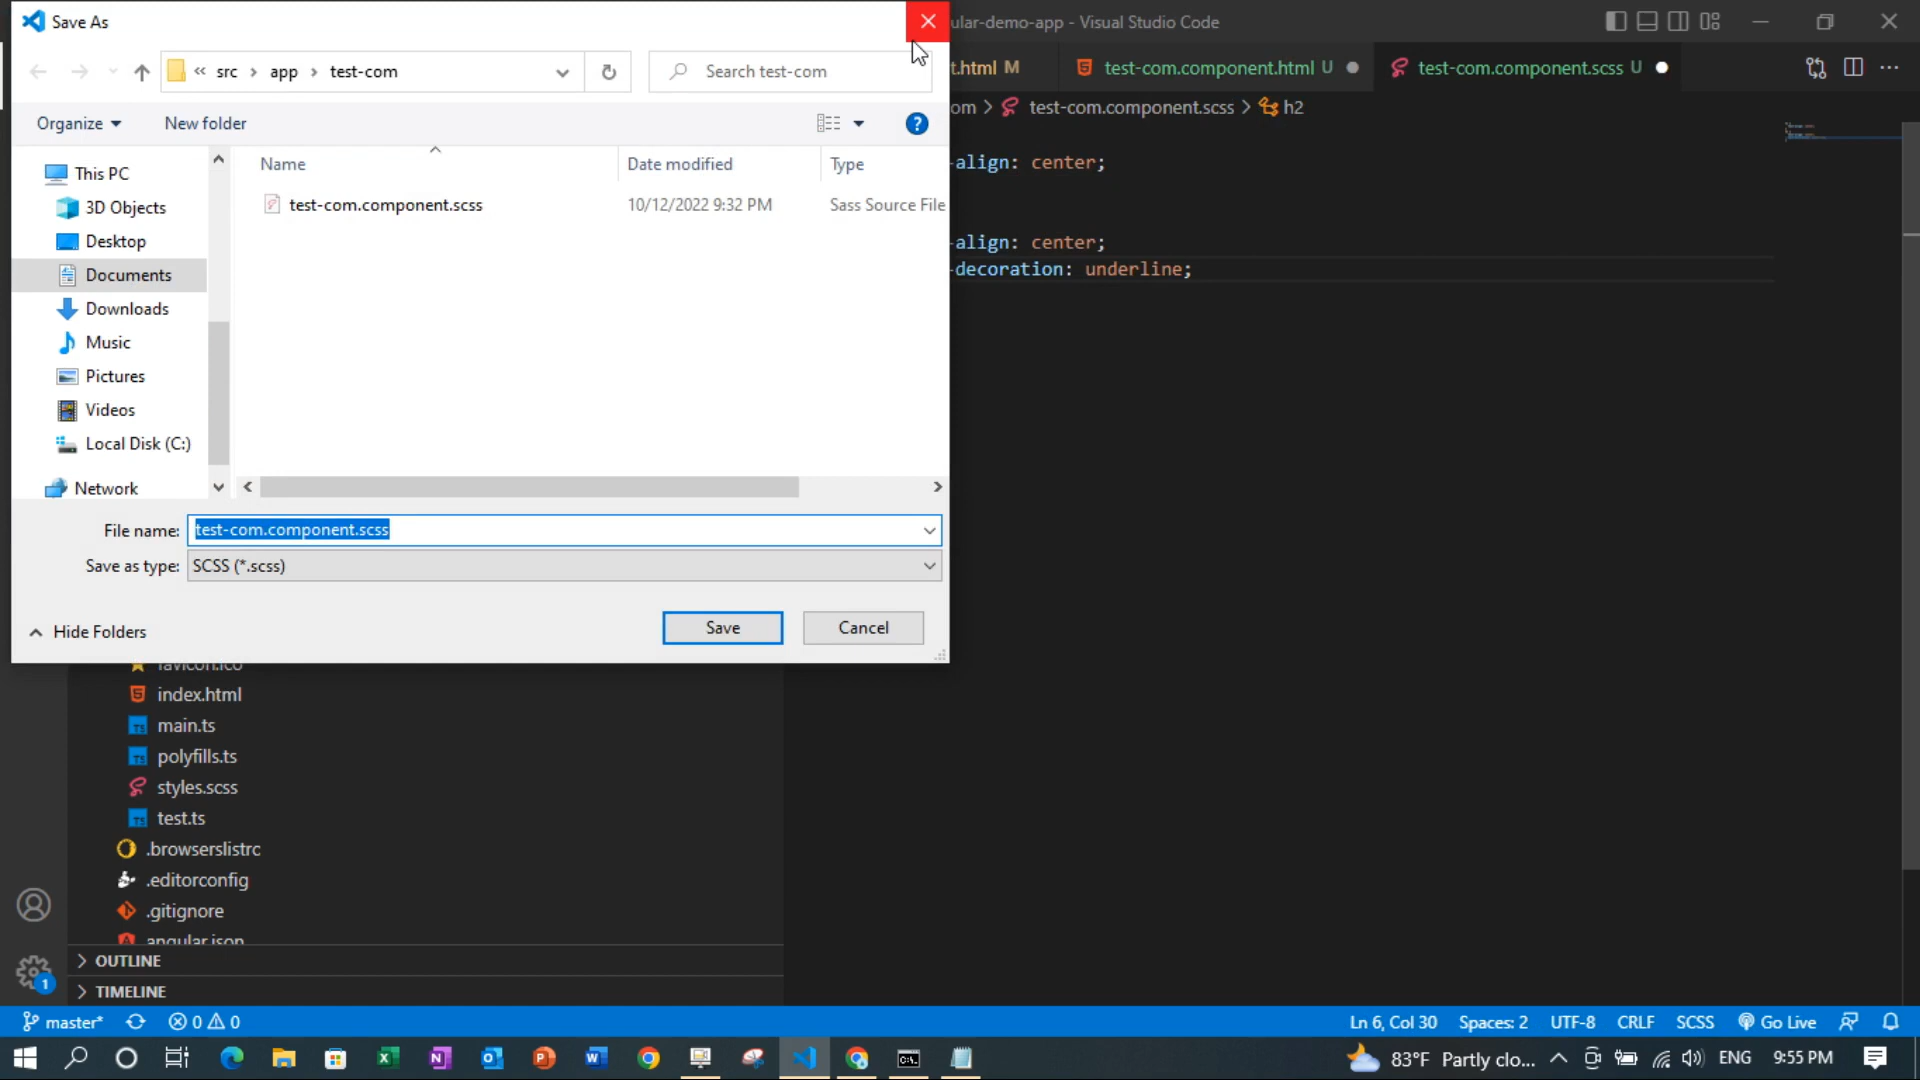 Save As
ular-demo-app - Visual Studio Code
« src › app › test-com
Search test-com
t.html M
test-com.component.html U
test-com.component.scss U
om > test-com.component.scss > h2
Organize
New folder
?
This PC
3D Objects
Desktop
Documents
Downloads
Music
Pictures
Videos
Local Disk (C:)
Network
Name
Date modified
Type
test-com.component.scss
10/12/2022 9:32 PM
Sass Source File
-align: center;
-align: center;
-decoration: underline;
File name:
test-com.component.scss
Save as type:
SCSS (*.scss)
Hide Folders
Save
Cancel
favicon.ico
index.html
main.ts
polyfills.ts
styles.scss
test.ts
.browserslistrc
.editorconfig
.gitignore
angular.json
1
OUTLINE
TIMELINE
master*
0 0
Ln 6, Col 30
Spaces: 2
UTF-8
CRLF
SCSS
Go Live
83°F Partly clo...
ENG
9:55 PM